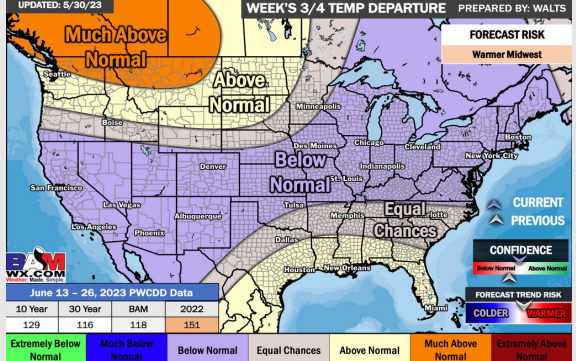 UPDATED: 5/30/23
WEEK'S 3/4 TEMP DEPARTURE
PREPARED BY: WALTS
FORECAST RISK
Warmer Midwest
Much Above
Normal
Seattle
Above
Normal
Minneapolis
Boise
Boston
Des Moines
Chicago
Cleveland
New York City
Below
Normal
Denver
Indianapolis
St. Louis
San Francisco
Las Vegas
Tulsa
Memphis
Equal
Chances
rlotte
Albuquerque
Los Angeles
Phoenix
Dallas
Houston
New Orleans
Miami
CURRENT
PREVIOUS
CONFIDENCE
Below Normal
Above Normal
FORECAST TREND RISK
COLDER
WARMER
BAM
WX.COM
Weather. Made. Simple.
June 13 – 26, 2023 PWCDD Data
10 Year 30 Year BAM 2022
129 116 118 151
Extremely Below
Normal
Much Below
Normal
Below Normal
Equal Chances
Above Normal
Much Above
Normal
Extremely Above
Normal